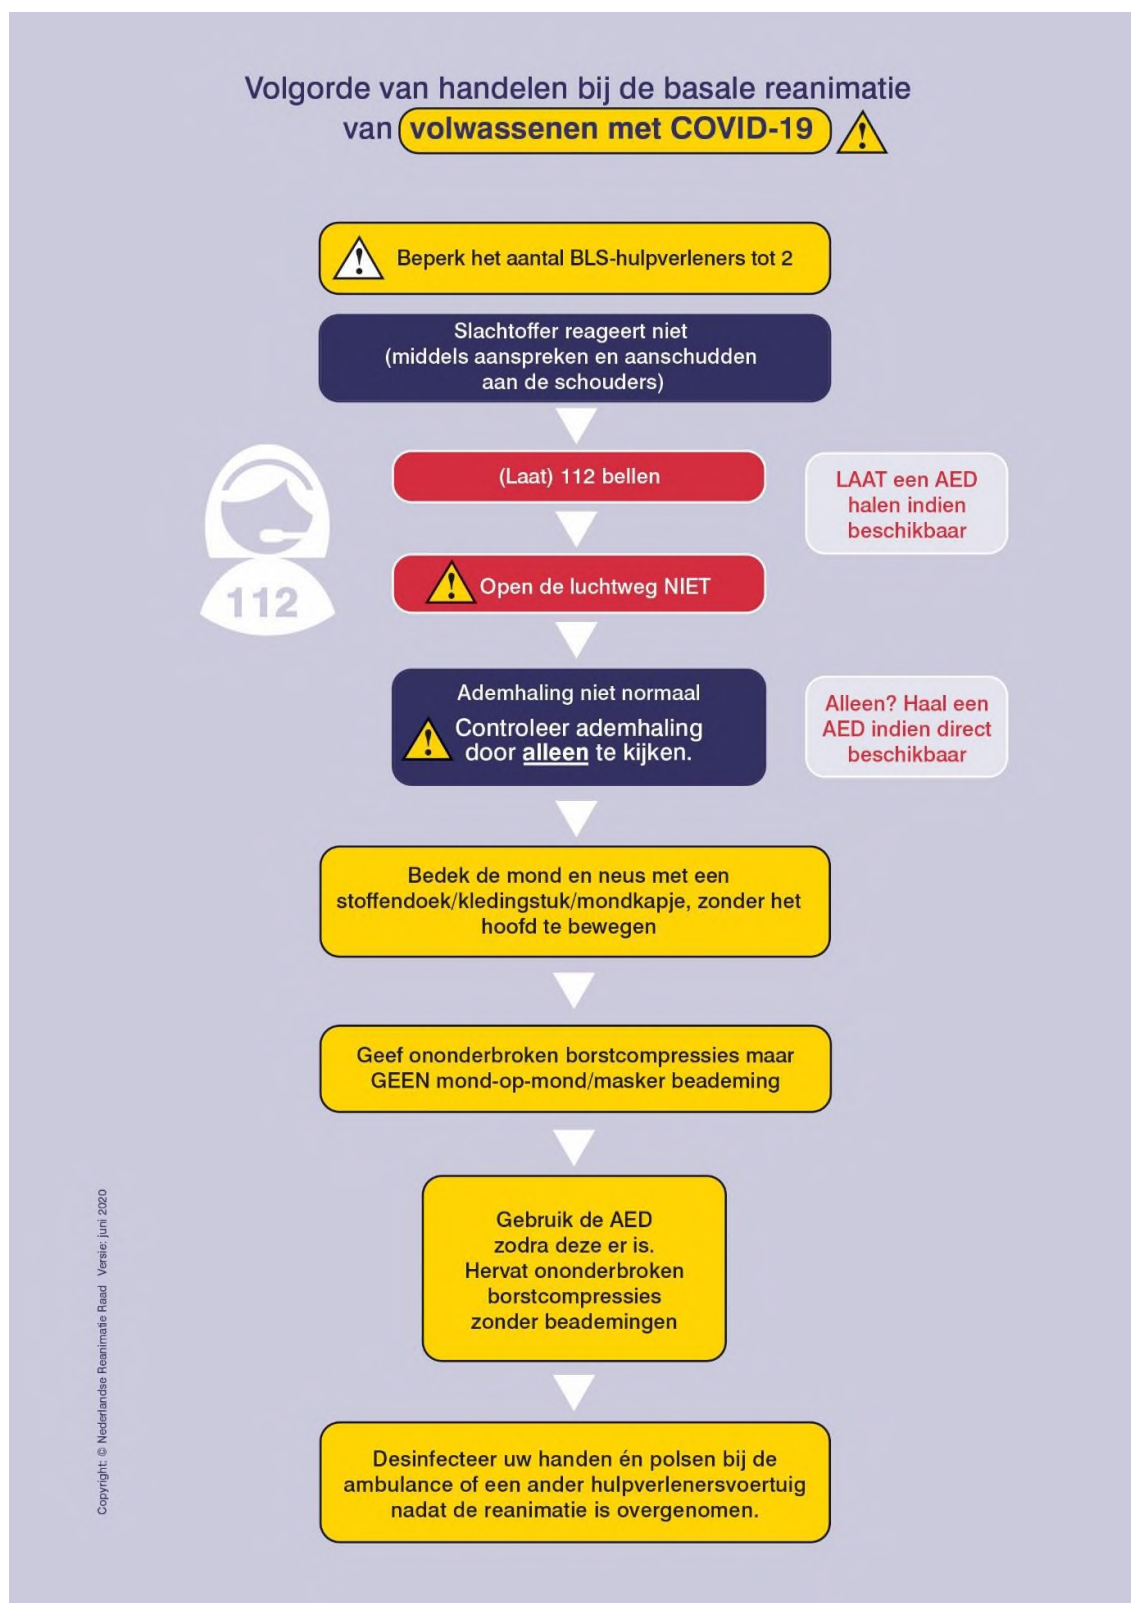 Volgorde van handelen bij de basale reanimatie
van volwassenen met COVID-19
Beperk het aantal BLS-hulpverleners tot 2
Slachtoffer reageert niet
(middels aanspreken en aanschudden
aan de schouders)
(Laat) 112 bellen
LAAT een AED
halen indien
beschikbaar
112
Open de luchtweg NIET
Ademhaling niet normaal
Controleer ademhaling
door alleen te kijken.
Alleen? Haal een
AED indien direct
beschikbaar
Bedek de mond en neus met een
stoffendoek/kledingstuk/mondkapje, zonder het
hoofd te bewegen
Geef ononderbroken borstcompressies maar
GEEN mond-op-mond/masker beademing
Gebruik de AED
zodra deze er is.
Hervat ononderbroken
borstcompressies
zonder beademingen
Desinfecteer uw handen én polsen bij de
ambulance of een ander hulpverlenersvoertuig
nadat de reanimatie is overgenomen.
Copyright: © Nederlandse Reanimatie Raad Versie: juni 2020